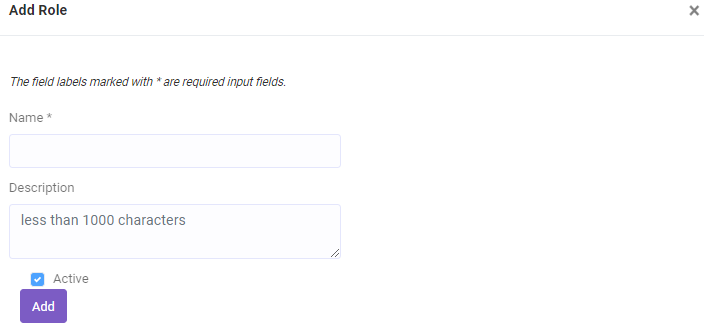 Add Role
The field labels marked with * are required input fields.
Name *
Description
less than 1000 characters
Active
Add